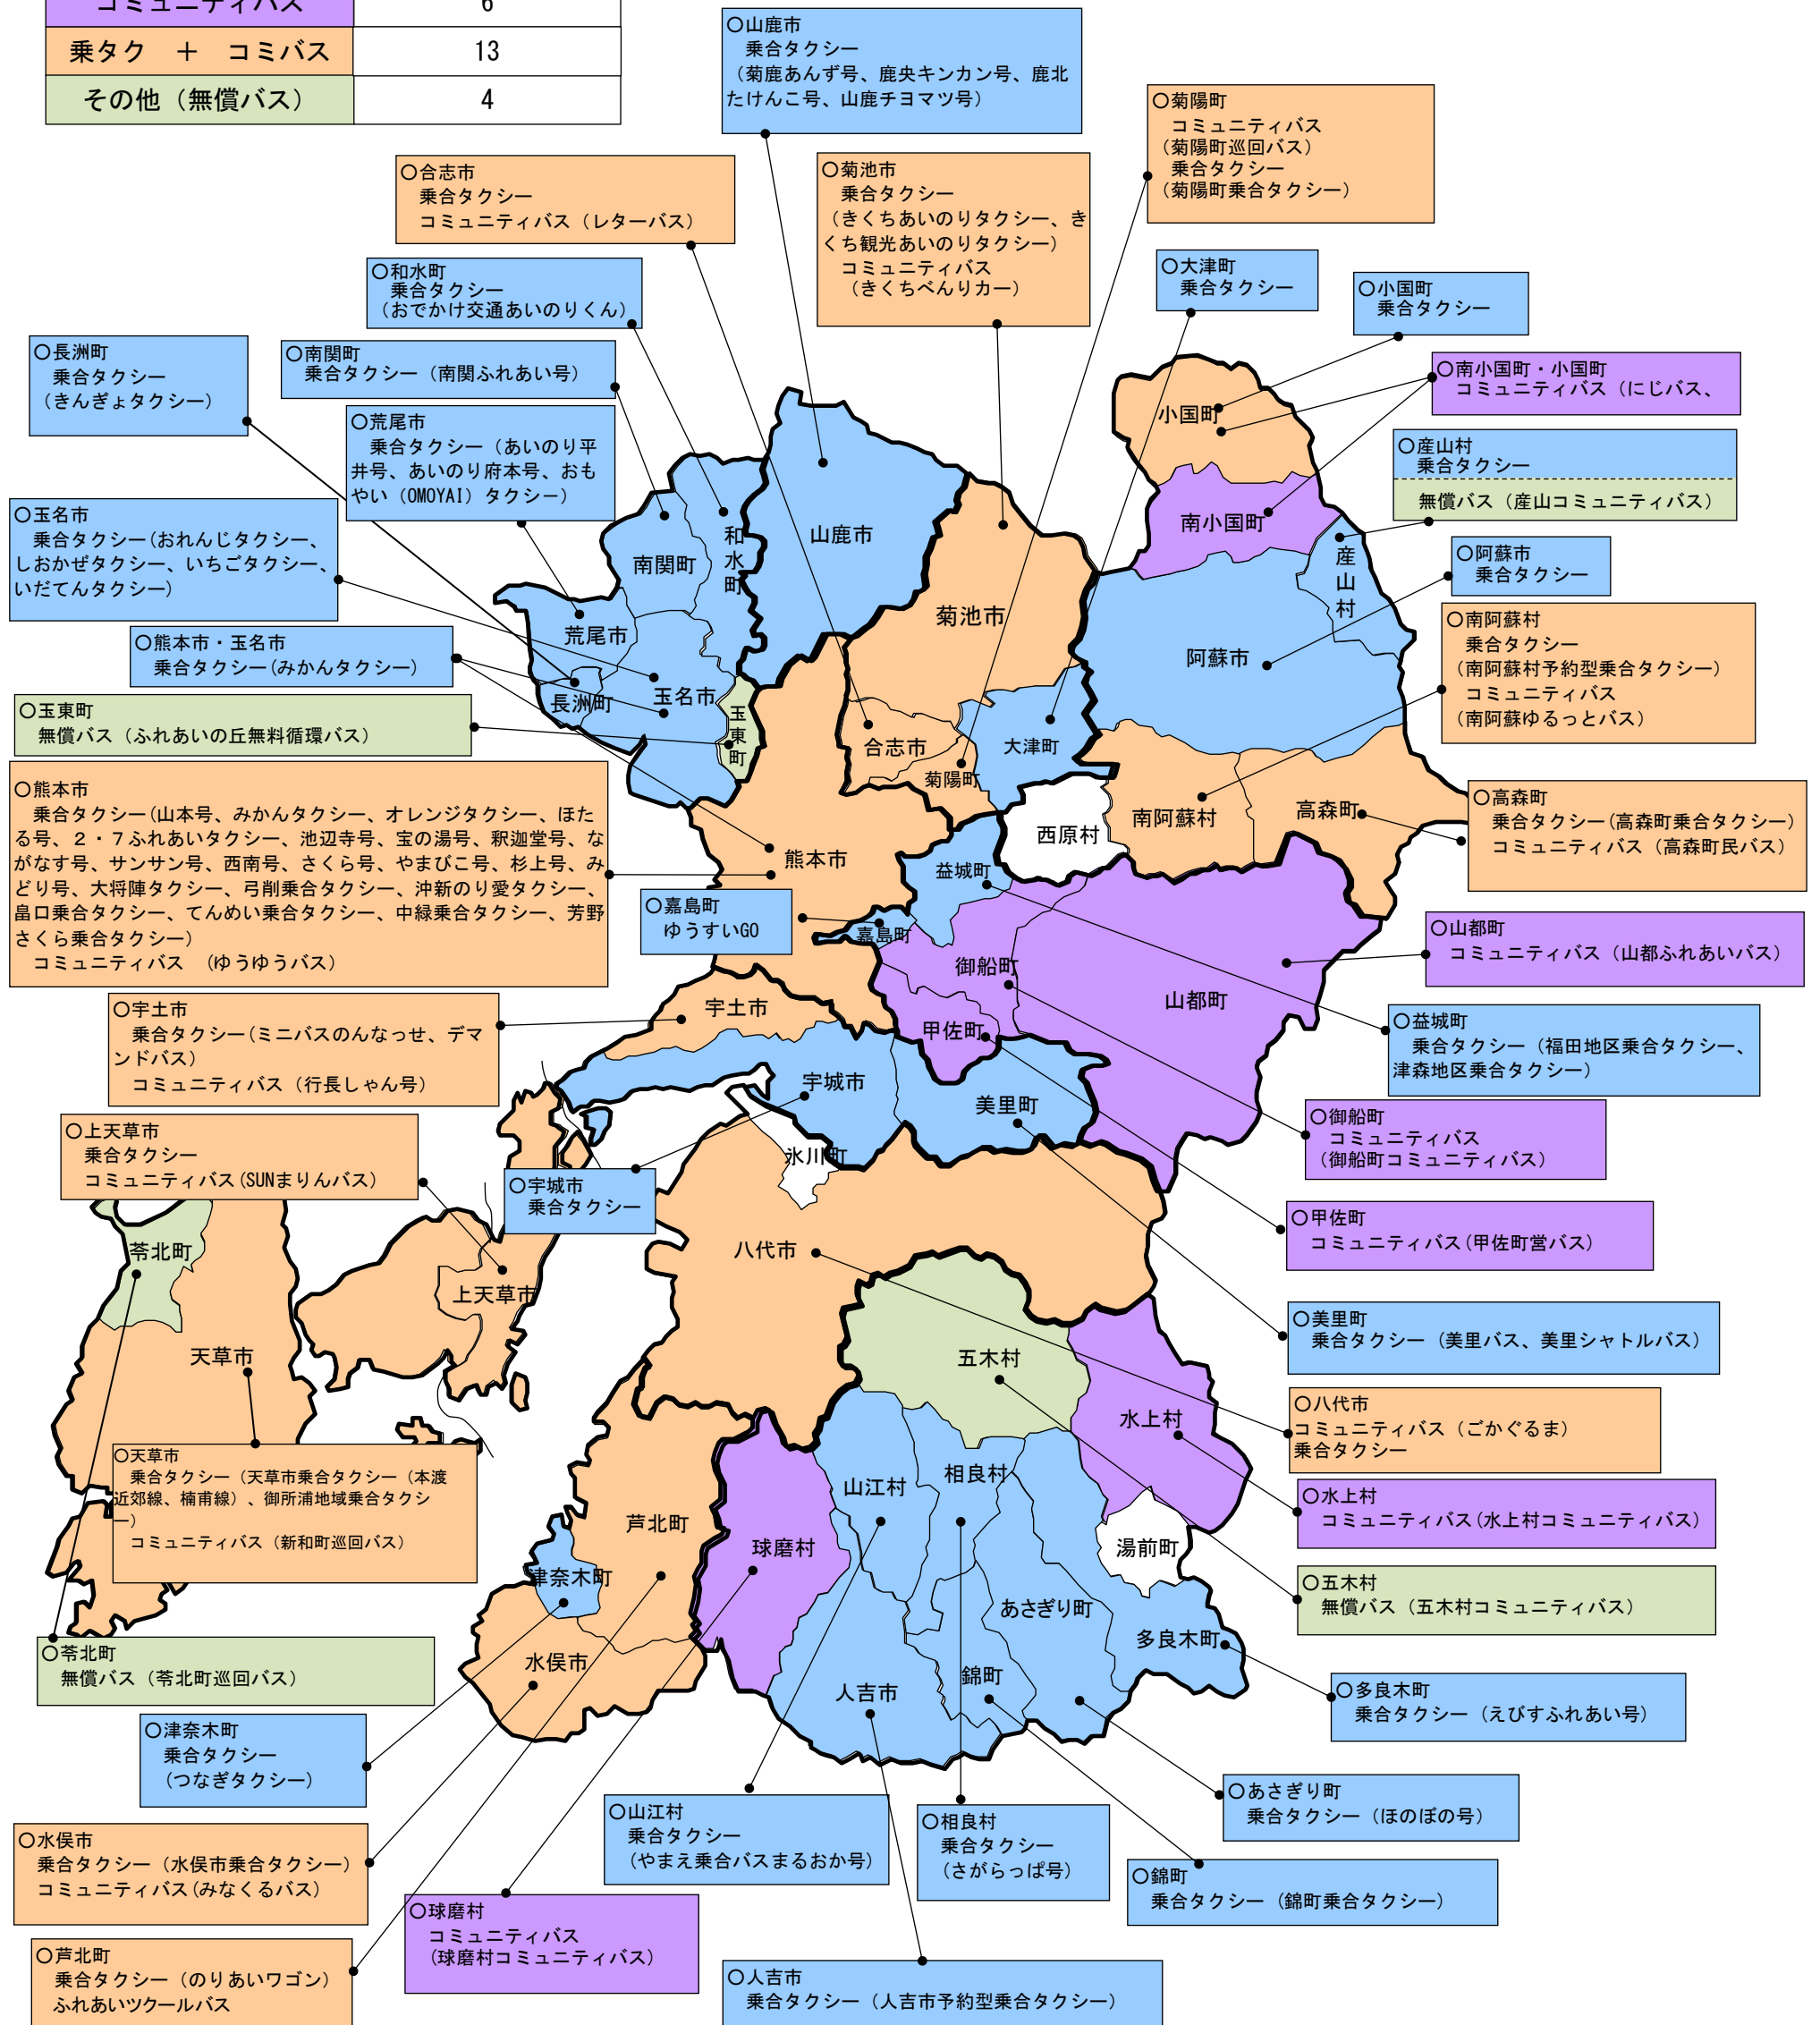 コミュニティバス 6
乗タク ＋ コミバス 13
その他（無償バス） 4
〇山鹿市
乗合タクシー
（菊鹿あんず号、鹿央キンカン号、鹿北
たけんこ号、山鹿チヨマツ号）
〇菊陽町
コミュニティバス
（菊陽町巡回バス）
乗合タクシー
（菊陽町乗合タクシー）
〇合志市
乗合タクシー
コミュニティバス（レターバス）
〇菊池市
乗合タクシー
（きくちあいのりタクシー、き
くち観光あいのりタクシー）
コミュニティバス
（きくちべんりカー）
〇和水町
乗合タクシー
（おでかけ交通あいのりくん）
〇大津町
乗合タクシー
〇小国町
乗合タクシー
〇長洲町
乗合タクシー
（きんぎょタクシー）
〇南関町
乗合タクシー（南関ふれあい号）
〇南小国町・小国町
コミュニティバス（にじバス、
〇荒尾市
乗合タクシー（あいのり平
井号、あいのり府本号、おも
やい（OMOYAI）タクシー）
〇産山村
乗合タクシー
無償バス（産山コミュニティバス）
〇玉名市
乗合タクシー（おれんじタクシー、
しおかぜタクシー、いちごタクシー、
いだてんタクシー）
〇阿蘇市
乗合タクシー
〇熊本市・玉名市
乗合タクシー（みかんタクシー）
〇南阿蘇村
乗合タクシー
（南阿蘇村予約型乗合タクシー）
コミュニティバス
（南阿蘇ゆるっとバス）
〇玉東町
無償バス（ふれあいの丘無料循環バス）
〇熊本市
乗合タクシー（山本号、みかんタクシー、オレンジタクシー、ほた
る号、２・７ふれあいタクシー、池辺寺号、宝の湯号、釈迦堂号、な
がなす号、サンサン号、西南号、さくら号、やまびこ号、杉上号、み
どり号、大将陣タクシー、弓削乗合タクシー、沖新のり愛タクシー、
畠口乗合タクシー、てんめい乗合タクシー、中緑乗合タクシー、芳野
さくら乗合タクシー）
コミュニティバス （ゆうゆうバス）
〇高森町
乗合タクシー（高森町乗合タクシー）
コミュニティバス（高森町民バス）
〇嘉島町
ゆうすいGO
〇山都町
コミュニティバス（山都ふれあいバス）
〇宇土市
乗合タクシー（ミニバスのんなっせ、デマ
ンドバス）
コミュニティバス（行長しゃん号）
〇益城町
乗合タクシー（福田地区乗合タクシー、
津森地区乗合タクシー）
〇御船町
コミュニティバス
（御船町コミュニティバス）
〇上天草市
乗合タクシー
コミュニティバス（SUNまりんバス）
〇宇城市
乗合タクシー
〇甲佐町
コミュニティバス（甲佐町営バス）
〇美里町
乗合タクシー（美里バス、美里シャトルバス）
〇八代市
コミュニティバス（ごかぐるま）
乗合タクシー
〇天草市
乗合タクシー（天草市乗合タクシー（本渡
近郊線、楠甫線）、御所浦地域乗合タクシ
ー）
コミュニティバス（新和町巡回バス）
〇水上村
コミュニティバス（水上村コミュニティバス）
〇五木村
無償バス（五木村コミュニティバス）
〇苓北町
無償バス（苓北町巡回バス）
〇多良木町
乗合タクシー（えびすふれあい号）
〇津奈木町
乗合タクシー
（つなぎタクシー）
〇あさぎり町
乗合タクシー（ほのぼの号）
〇山江村
乗合タクシー
（やまえ乗合バスまるおか号）
〇相良村
乗合タクシー
（さがらっぱ号）
〇水俣市
乗合タクシー（水俣市乗合タクシー）
コミュニティバス（みなくるバス）
〇錦町
乗合タクシー（錦町乗合タクシー）
〇球磨村
コミュニティバス
（球磨村コミュニティバス）
〇芦北町
乗合タクシー（のりあいワゴン）
ふれあいツクールバス
〇人吉市
乗合タクシー（人吉市予約型乗合タクシー）
小国町
南小国町
産山村
山鹿市
和水町
南関町
荒尾市
長洲町
玉名市
玉東町
菊池市
阿蘇市
合志市
菊陽町
大津町
西原村
南阿蘇村
高森町
熊本市
益城町
嘉島町
御船町
甲佐町
山都町
宇土市
宇城市
美里町
氷川町
八代市
苓北町
天草市
上天草市
五木村
水上村
湯前町
山江村
相良村
球磨村
芦北町
津奈木町
水俣市
あさぎり町
多良木町
錦町
人吉市